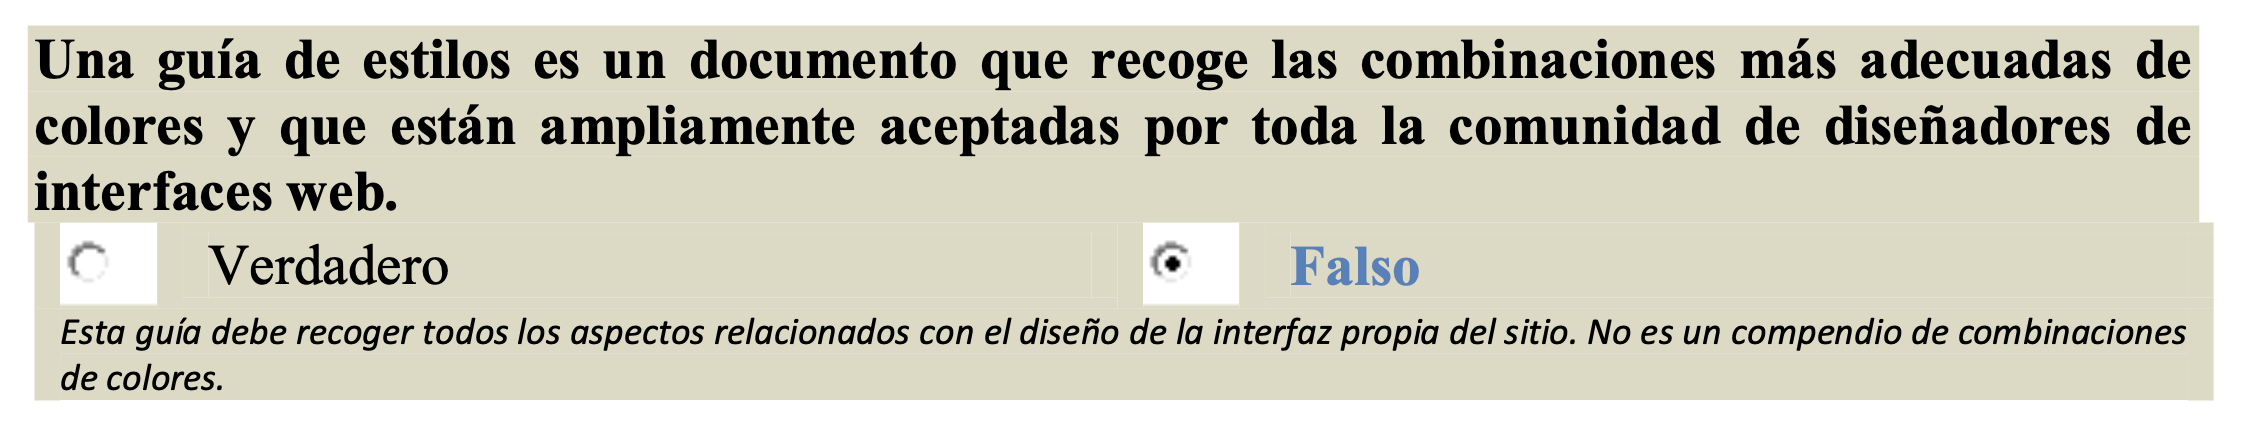 Una guía de estilos es un documento que recoge las combinaciones más adecuadas de
colores y que están ampliamente aceptadas por toda la comunidad de diseñadores de
interfaces web.
Verdadero Falso
Esta guía debe recoger todos los aspectos relacionados con el diseño de la interfaz propia del sitio. No es un compendio de combinaciones
de colores.